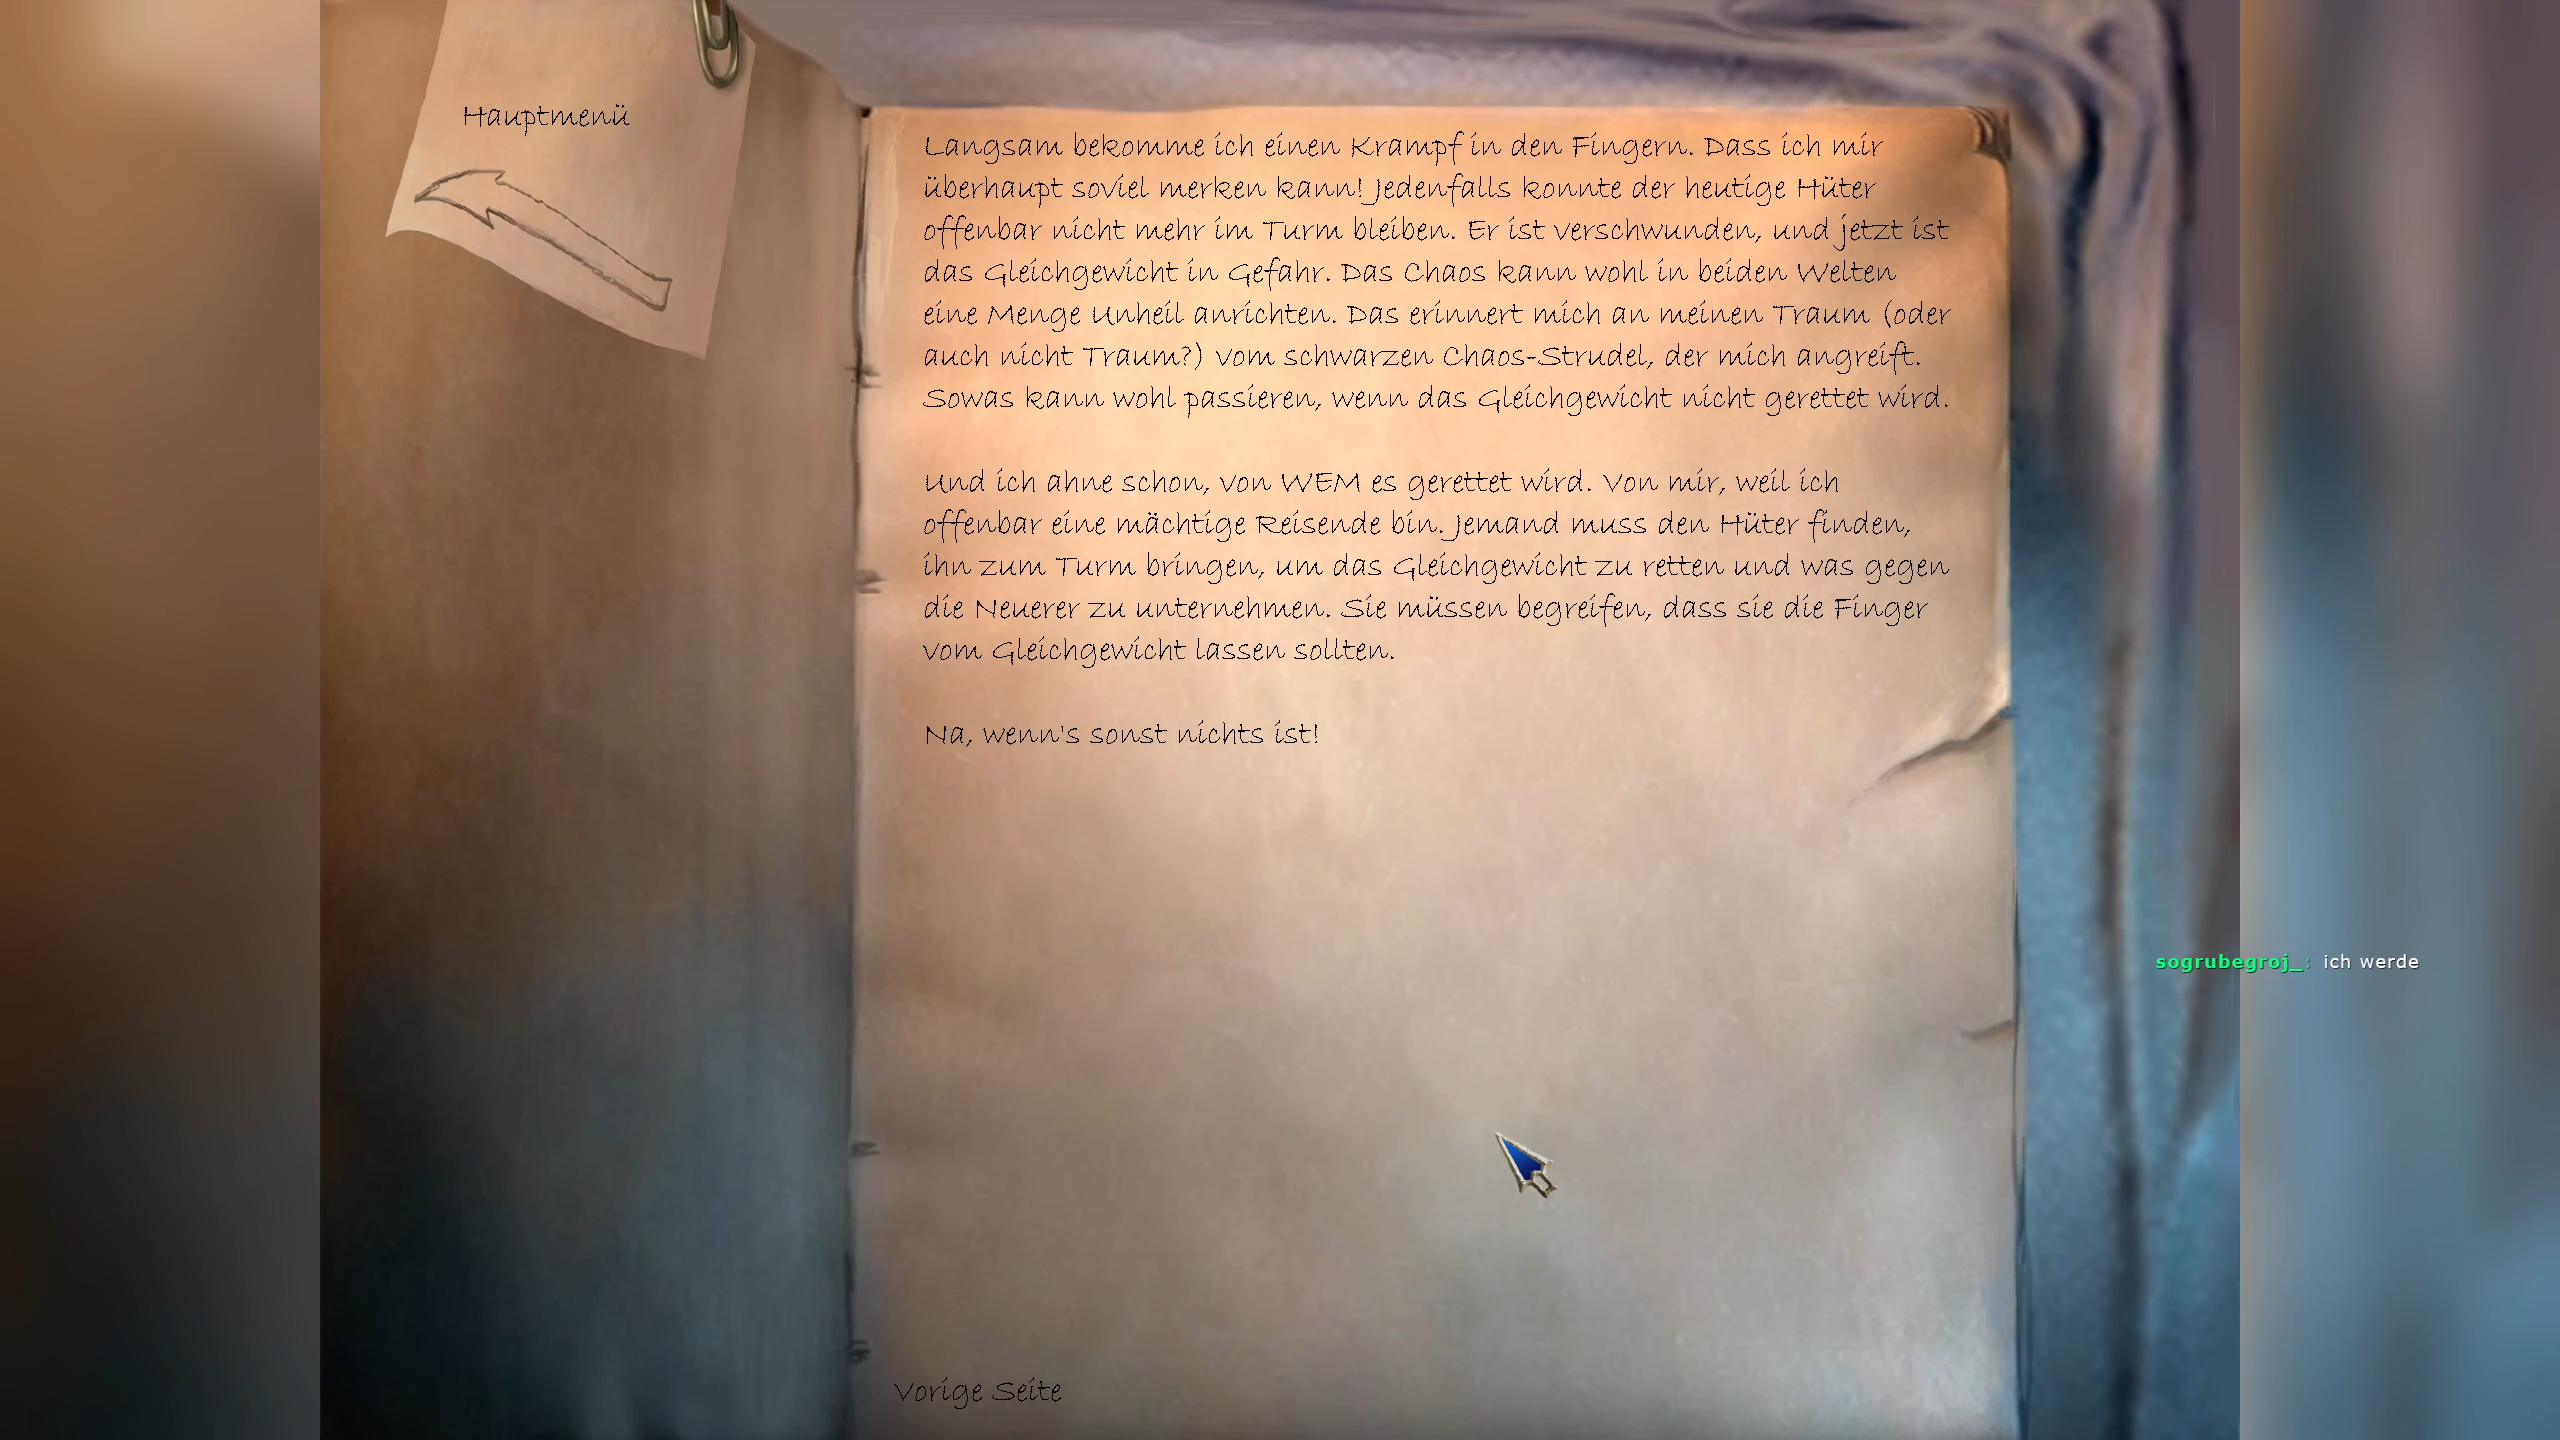 Hauptmenü
Langsam bekomme ich einen Krampf in den Fingern. Dass ich mir
überhaupt soviel merken kann! Jedenfalls konnte der heutige Hüter
offenbar nicht mehr im Turm bleiben. Er ist verschwunden, und jetzt ist
das Gleichgewicht in Gefahr. Das Chaos kann wohl in beiden Welten
eine Menge Unheil anrichten. Das erinnert mich an meinen Traum (oder
auch nicht Traum?) vom schwarzen Chaos-Strudel, der mich angreift.
Sowas kann wohl passieren, wenn das Gleichgewicht nicht gerettet wird.
Und ich ahne schon, von WEM es gerettet wird. Von mir, weil ich
offenbar eine mächtige Reisende bin. Jemand muss den Hüter finden,
ihn zum Turm bringen, um das Gleichgewicht zu retten und was gegen
die Neuerer zu unternehmen. Sie müssen begreifen, dass sie die Finger
vom Gleichgewicht lassen sollten.
Na, wenn's sonst nichts ist!
sogrubegroj_: ich werde
Vorige Seite